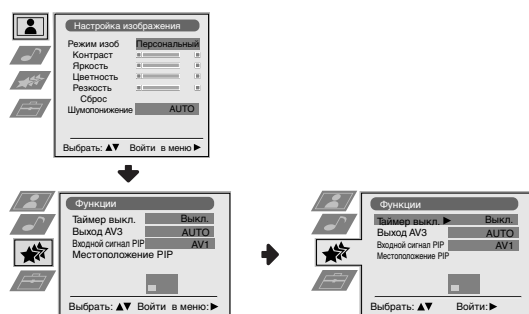 Настройка изображения
Режим изоб Персональный
Контраст
Яркость
Цветность
Резкость
Сброс
Шумопонижение AUTO
Выбрать: ▲▼ Войти в меню ▶
Функции
Таймер выкл. Выкл.
Выход AV3 AUTO
Входной сигнал PIP AV1
Местоположение PIP
Выбрать: ▲▼ Войти в меню: ▶
Функции
Таймер выкл. ▶ Выкл.
Выход AV3 AUTO
Входной сигнал PIP AV1
Местоположение PIP
Выбрать: ▲▼ Войти: ▶